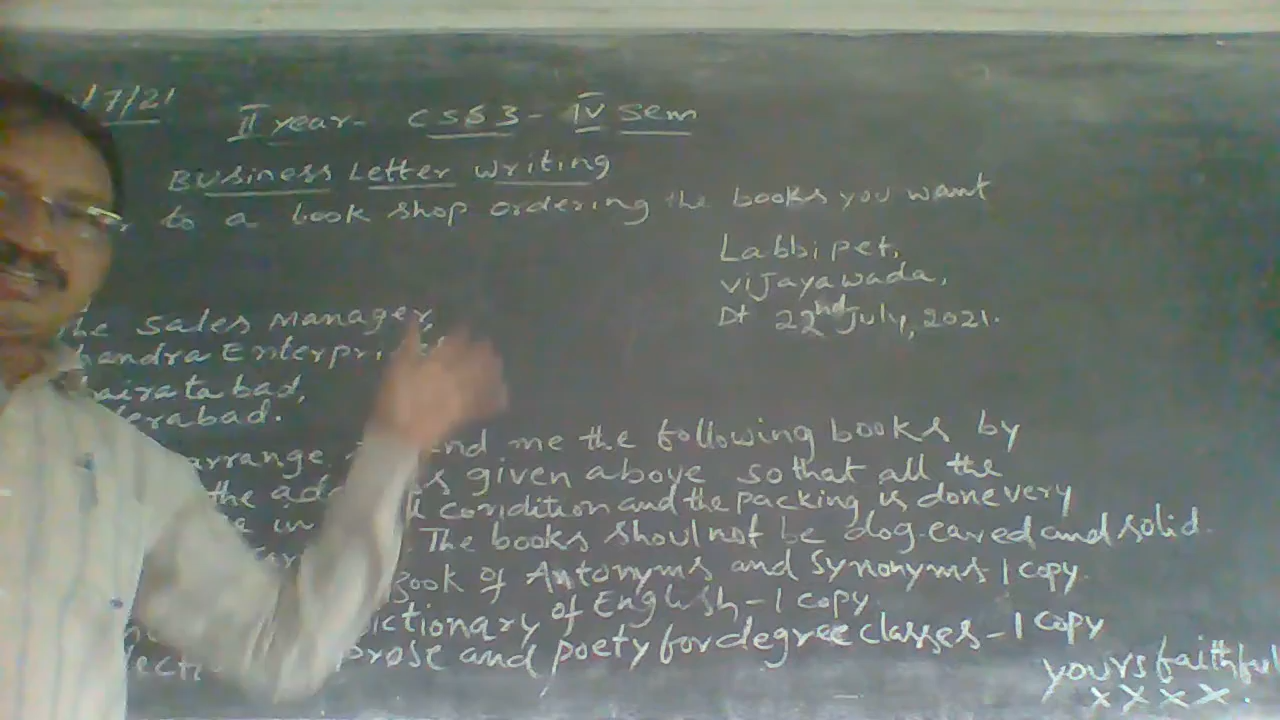 /7/21
II year - CS63 - IV Sem
Business Letter Writing
to a book shop ordering the books you want
Labbipet,
Vijayawada,
Dt 22nd July, 2021.
he Sales Manager,
handra Enterpri
hairatabad,
erabad.
arrange nd me the following books by
the ad s given above so that all the
e in condition and the packing is done very
The books shoul not be dog-eared and solid
Book of Antonyms and Synonyms 1 copy
ictionary of English - 1 copy
lecti prose and poety for degree classes - 1 copy
yours faithful
xxxx.